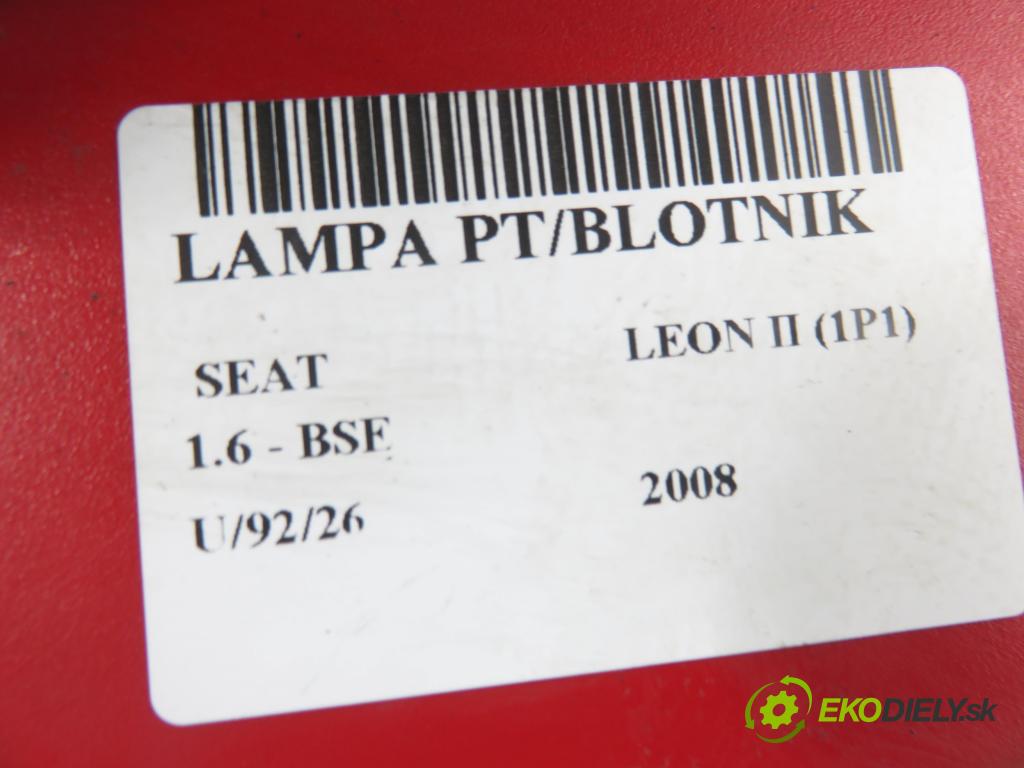 LAMPA PT/BLOTNIK
SEAT LEON II (1P1)
1.6 - BSE
U/92/26 2008
EKODIELY.sk